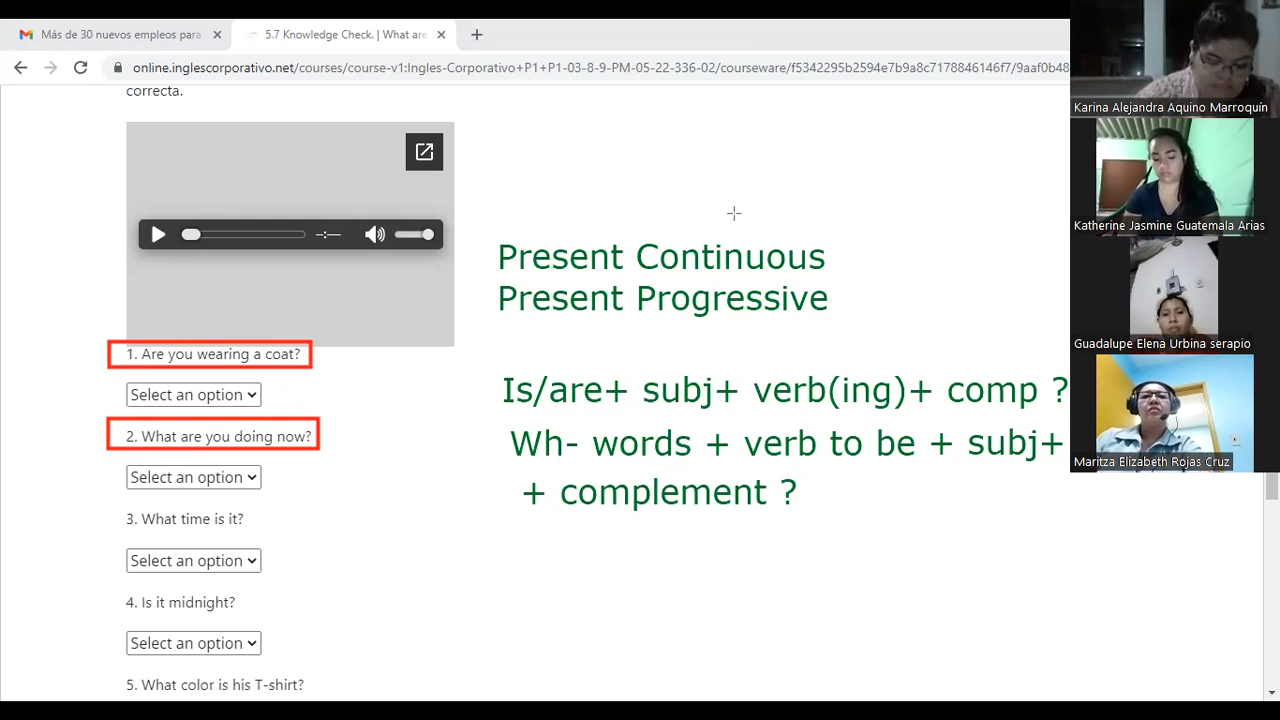 Más de 30 nuevos empleos para
5.7 Knowledge Check. | What are
online.inglescorporativo.net/courses/course-v1:Ingles-Corporativo+P1+P1-03-8-9-PM-05-22-336-02/courseware/f5342295b2594e7b9a8c7178846146f7/9aaf0b48
correcta.
-:--
Present Continuous
Present Progressive
1. Are you wearing a coat?
Select an option
Is/are+ subj+ verb(ing)+ comp ?
2. What are you doing now?
Wh- words + verb to be + subj+
Select an option
+ complement ?
3. What time is it?
Select an option
4. Is it midnight?
Select an option
5. What color is his T-shirt?
Karina Alejandra Aquino Marroquín
Katherine Jasmine Guatemala Arias
Guadalupe Elena Urbina serapio
Maritza Elizabeth Rojas Cruz